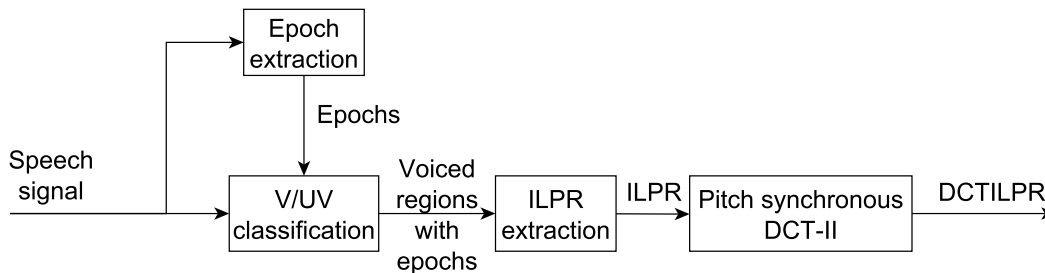 Epoch
extraction
Epochs
Speech
signal
V/UV
classification
Voiced
regions
with
epochs
ILPR
extraction
ILPR
Pitch synchronous
DCT-II
DCTILPR